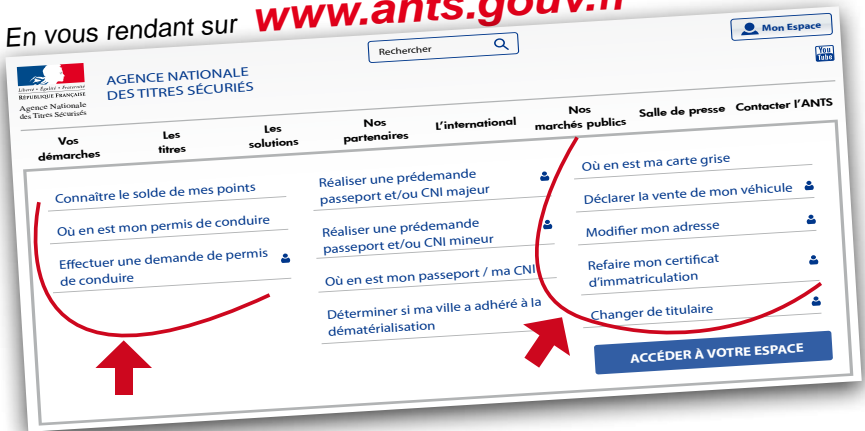 En vous rendant sur www.ants.gouv.fr
Rechercher
Mon Espace
You
Tube
Liberté • Égalité • Fraternité
RÉPUBLIQUE FRANÇAISE
Agence Nationale
des Titres Sécurisés
AGENCE NATIONALE
DES TITRES SÉCURIÉS
Vos
démarches
Les
titres
Les
solutions
Nos
partenaires
L'international
Nos
marchés publics
Salle de presse
Contacter l'ANTS
Connaître le solde de mes points
Où en est mon permis de conduire
Effectuer une demande de permis
de conduire
Réaliser une prédemande
passeport et/ou CNI majeur
Réaliser une prédemande
passeport et/ou CNI mineur
Où en est mon passeport / ma CNI
Déterminer si ma ville a adhéré à la
dématérialisation
Où en est ma carte grise
Déclarer la vente de mon véhicule
Modifier mon adresse
Refaire mon certificat
d'immatriculation
Changer de titulaire
ACCÉDER À VOTRE ESPACE